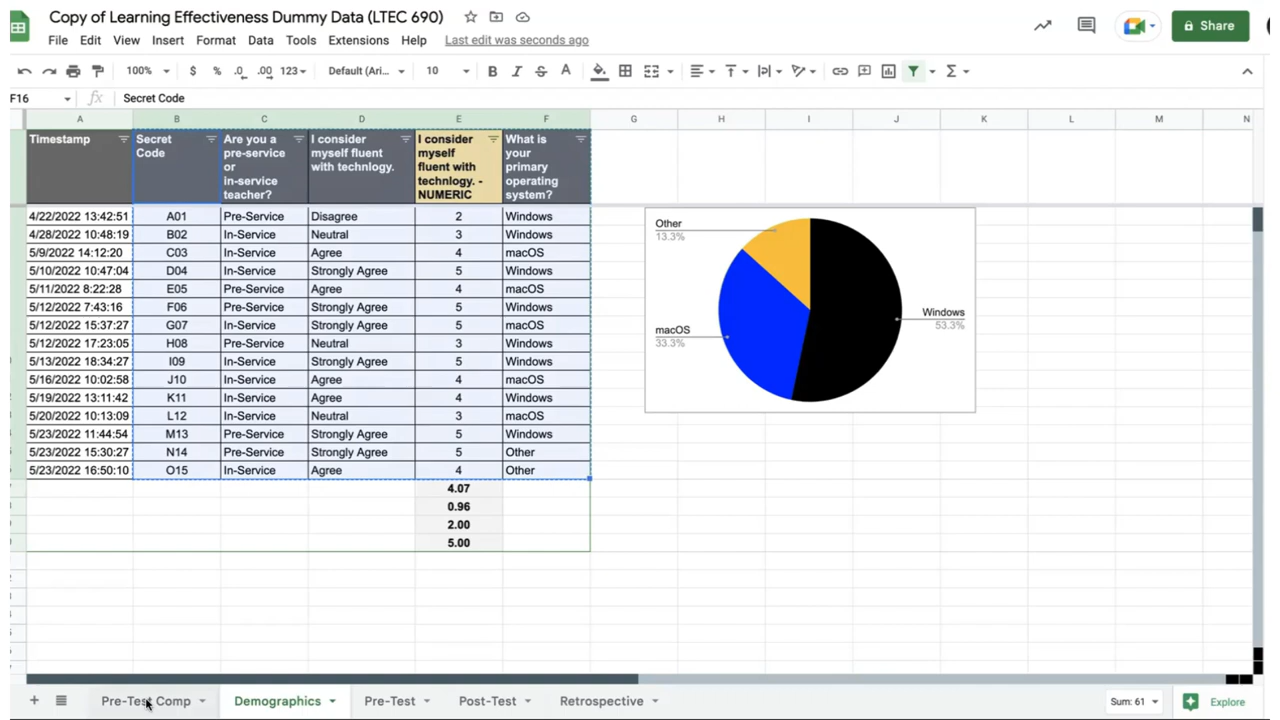 Copy of Learning Effectiveness Dummy Data (LTEC 690)
File Edit View Insert Format Data Tools Extensions Help Last edit was seconds ago
Share
100% $ % .0 .00 123 Default (Ari... 10 B I S A
F16 fx Secret Code
A B C D E F G H I J K L M N
Timestamp
Secret
Code
Are you a
pre-service
or
in-service
teacher?
I consider
myself fluent
with technlogy.
I consider
myself
fluent with
technlogy. -
NUMERIC
What is
your
primary
operating
system?
4/22/2022 13:42:51 A01 Pre-Service Disagree 2 Windows
4/28/2022 10:48:19 B02 In-Service Neutral 3 Windows
5/9/2022 14:12:20 C03 In-Service Agree 4 macOS
5/10/2022 10:47:04 D04 In-Service Strongly Agree 5 Windows
5/11/2022 8:22:28 E05 Pre-Service Agree 4 macOS
5/12/2022 7:43:16 F06 Pre-Service Strongly Agree 5 Windows
5/12/2022 15:37:27 G07 In-Service Strongly Agree 5 macOS
5/12/2022 17:23:05 H08 Pre-Service Neutral 3 Windows
5/13/2022 18:34:27 I09 In-Service Strongly Agree 5 Windows
5/16/2022 10:02:58 J10 In-Service Agree 4 macOS
5/19/2022 13:11:42 K11 In-Service Agree 4 Windows
5/20/2022 10:13:09 L12 In-Service Neutral 3 macOS
5/23/2022 11:44:54 M13 Pre-Service Strongly Agree 5 Windows
5/23/2022 15:30:27 N14 Pre-Service Strongly Agree 5 Other
5/23/2022 16:50:10 O15 In-Service Agree 4 Other
4.07
0.96
2.00
5.00
Other
13.3%
Windows
53.3%
macOS
33.3%
Pre-Test Comp Demographics Pre-Test Post-Test Retrospective Sum: 61 Explore